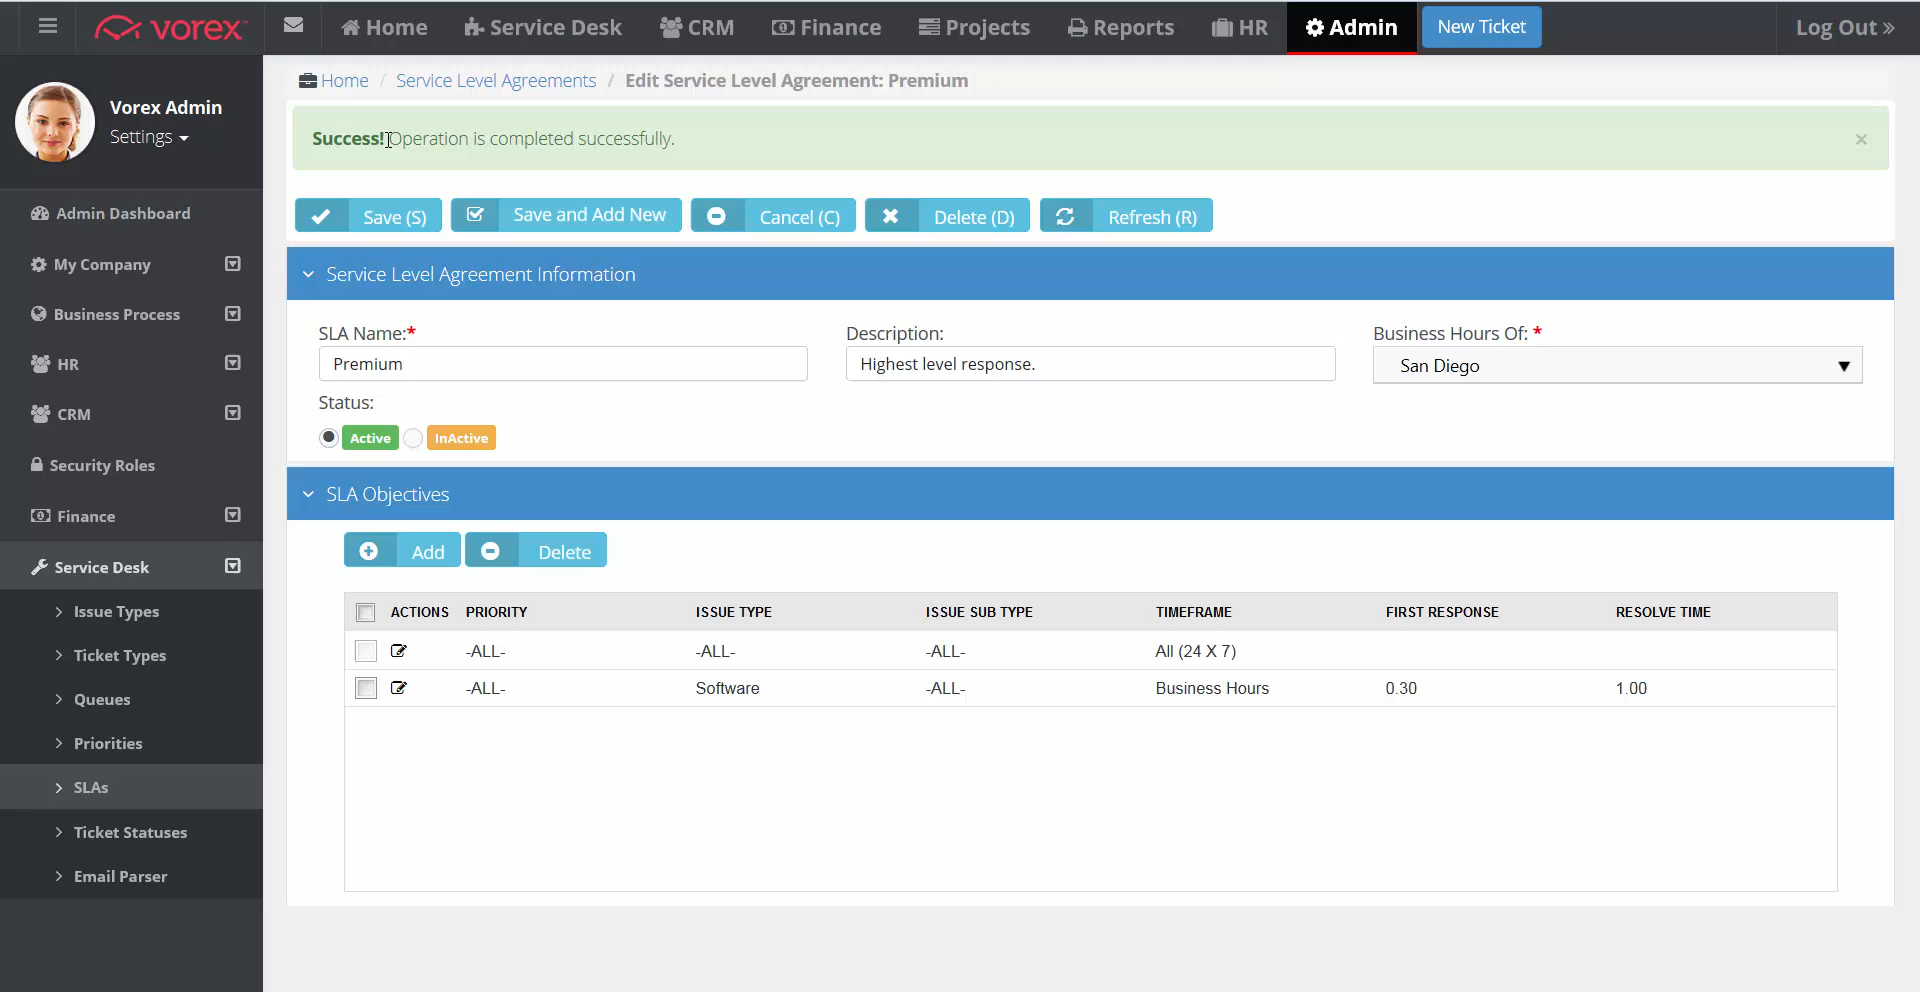 vorex
Home
Service Desk
CRM
Finance
Projects
Reports
HR
Admin
New Ticket
Log Out »
Vorex Admin
Settings
Admin Dashboard
My Company
Business Process
HR
CRM
Security Roles
Finance
Service Desk
Issue Types
Ticket Types
Queues
Priorities
SLAs
Ticket Statuses
Email Parser
Home / Service Level Agreements / Edit Service Level Agreement: Premium
Success! Operation is completed successfully. ×
Save (S)
Save and Add New
Cancel (C)
Delete (D)
Refresh (R)
Service Level Agreement Information
SLA Name:* Description: Business Hours Of: *
Premium Highest level response. San Diego
Status:
Active InActive
SLA Objectives
Add Delete
ACTIONS PRIORITY ISSUE TYPE ISSUE SUB TYPE TIMEFRAME FIRST RESPONSE RESOLVE TIME
-ALL- -ALL- -ALL- All (24 X 7)
-ALL- Software -ALL- Business Hours 0.30 1.00